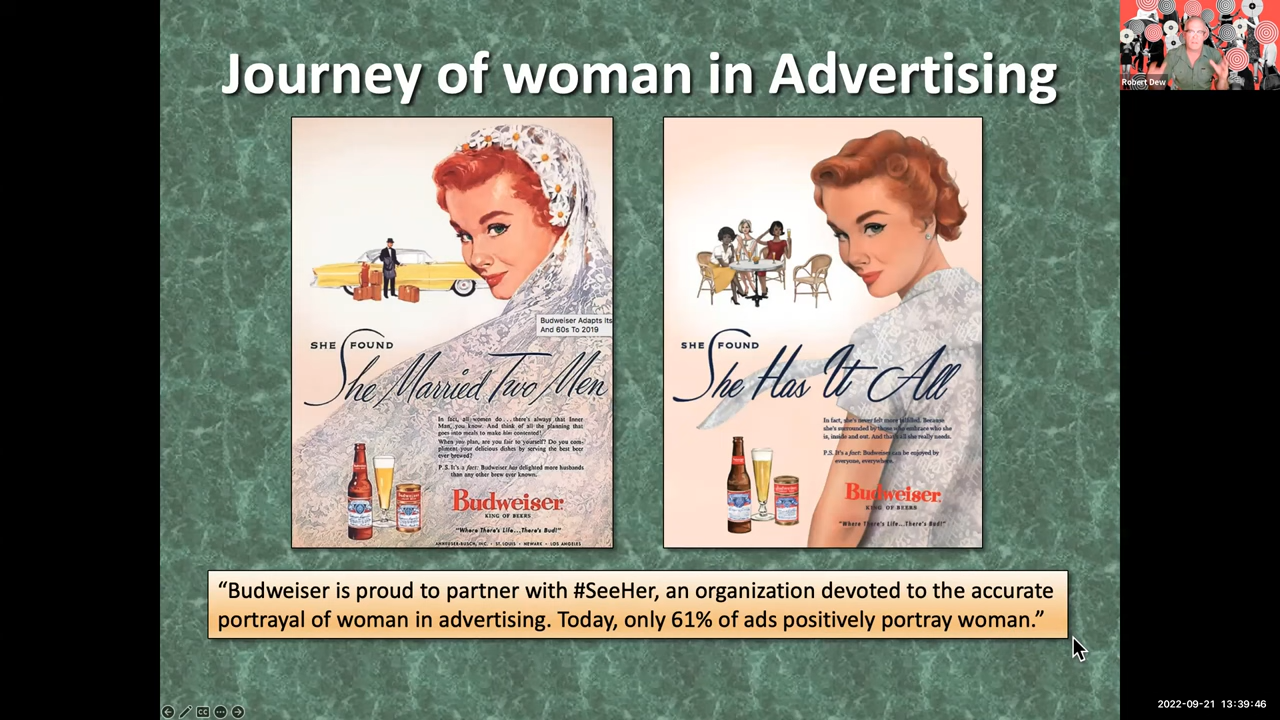 Journey of woman in Advertising
Robert Dew
Budweiser Adapts Its
And 60s To 2019
SHE FOUND
She Married Two Men
In fact, all women do . . . there's always that Inner
Man, you know. And think of all the planning that
goes into meals to make him contented!
When you plan, are you fair to yourself? Do you com-
pliment your delicious dishes by serving the best beer
ever brewed?
P.S. It's a fact: Budweiser has delighted more husbands
than any other brew ever known.
Budweiser
KING OF BEERS
"Where There's Life...There's Bud!"
ANHEUSER-BUSCH, INC. • ST. LOUIS • NEWARK • LOS ANGELES
SHE FOUND
She Has It All
In fact, she's never felt more fulfilled. Because
she's surrounded by those who embrace who she
is, inside and out. And that's all she really needs.
P.S. It's a fact: Budweiser can be enjoyed by
everyone, everywhere.
Budweiser
KING OF BEERS
"Where There's Life...There's Bud!"
“Budweiser is proud to partner with #SeeHer, an organization devoted to the accurate
portrayal of woman in advertising. Today, only 61% of ads positively portray woman.”
CC
2022-09-21 13:39:46